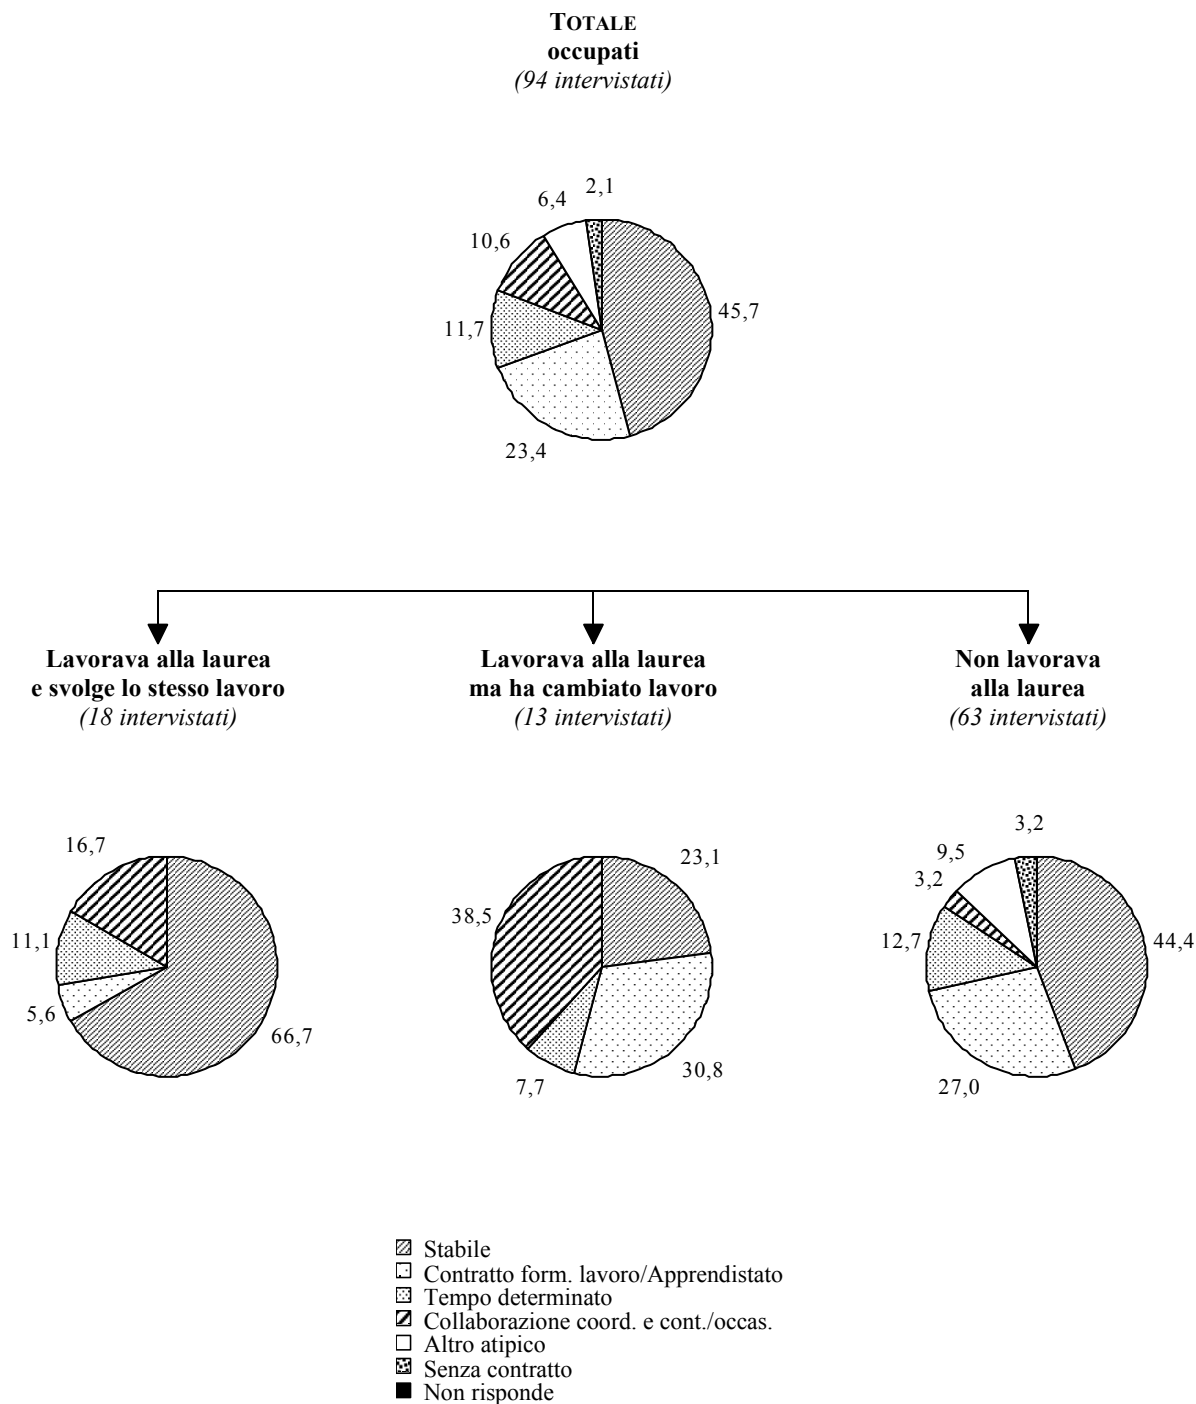 TOTALE
occupati
(94 intervistati)
2,1
6,4
10,6
45,7
11,7
23,4
Lavorava alla laurea
e svolge lo stesso lavoro
(18 intervistati)
Lavorava alla laurea
ma ha cambiato lavoro
(13 intervistati)
Non lavorava
alla laurea
(63 intervistati)
16,7
11,1
5,6
66,7
23,1
38,5
30,8
7,7
3,2
9,5
3,2
12,7
44,4
27,0
Stabile
Contratto form. lavoro/Apprendistato
Tempo determinato
Collaborazione coord. e cont./occas.
Altro atipico
Senza contratto
Non risponde